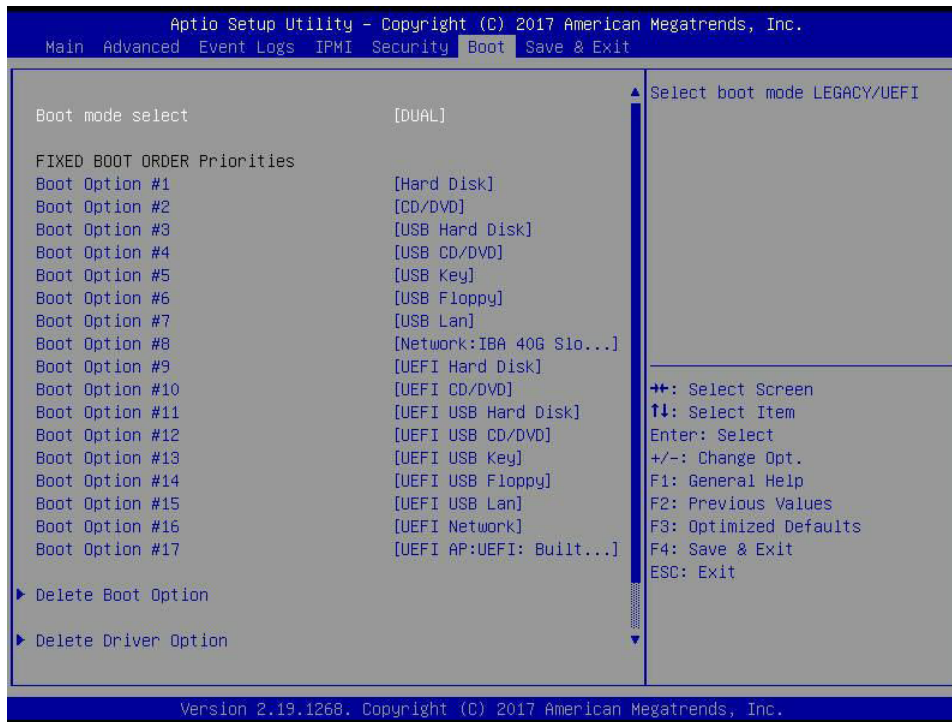 Aptio Setup Utility – Copyright (C) 2017 American Megatrends, Inc.
Main Advanced Event Logs IPMI Security Boot Save & Exit
Boot mode select [DUAL]
FIXED BOOT ORDER Priorities
Boot Option #1 [Hard Disk]
Boot Option #2 [CD/DVD]
Boot Option #3 [USB Hard Disk]
Boot Option #4 [USB CD/DVD]
Boot Option #5 [USB Key]
Boot Option #6 [USB Floppy]
Boot Option #7 [USB Lan]
Boot Option #8 [Network:IBA 40G Slo...]
Boot Option #9 [UEFI Hard Disk]
Boot Option #10 [UEFI CD/DVD]
Boot Option #11 [UEFI USB Hard Disk]
Boot Option #12 [UEFI USB CD/DVD]
Boot Option #13 [UEFI USB Key]
Boot Option #14 [UEFI USB Floppy]
Boot Option #15 [UEFI USB Lan]
Boot Option #16 [UEFI Network]
Boot Option #17 [UEFI AP:UEFI: Built...]
Delete Boot Option
Delete Driver Option
Select boot mode LEGACY/UEFI
→←: Select Screen
↑↓: Select Item
Enter: Select
+/-: Change Opt.
F1: General Help
F2: Previous Values
F3: Optimized Defaults
F4: Save & Exit
ESC: Exit
Version 2.19.1268. Copyright (C) 2017 American Megatrends, Inc.